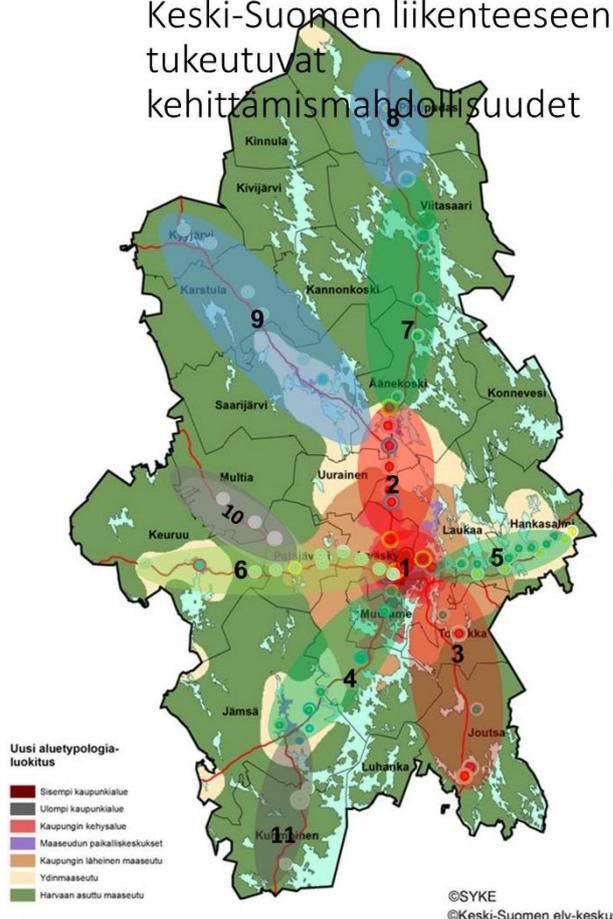 Keski-Suomen liikenteeseen
tukeutuvat
kehittämismahdollisuudet
8
Kinnula
Kivijärvi
Viitasaari
Kyyjärvi
Karstula
Kannonkoski
9
7
Äänekoski
Konnevesi
Saarijärvi
Multia
Uurainen
2
10
Laukaa
Hankasalmi
Keuruu
6
1
5
Muurame
Toivakka
3
4
Jämsä
Joutsa
Luhanka
Kuhmoinen
11
Uusi aluetypologia-
luokitus
Sisempi kaupunkialue
Ulompi kaupunkialue
Kaupungin kehysalue
Maaseudun paikalliskeskukset
Kaupungin läheinen maaseutu
Ydinmaaseutu
Harvaan asuttu maaseutu
©SYKE
©Keski-Suomen ely-kesku